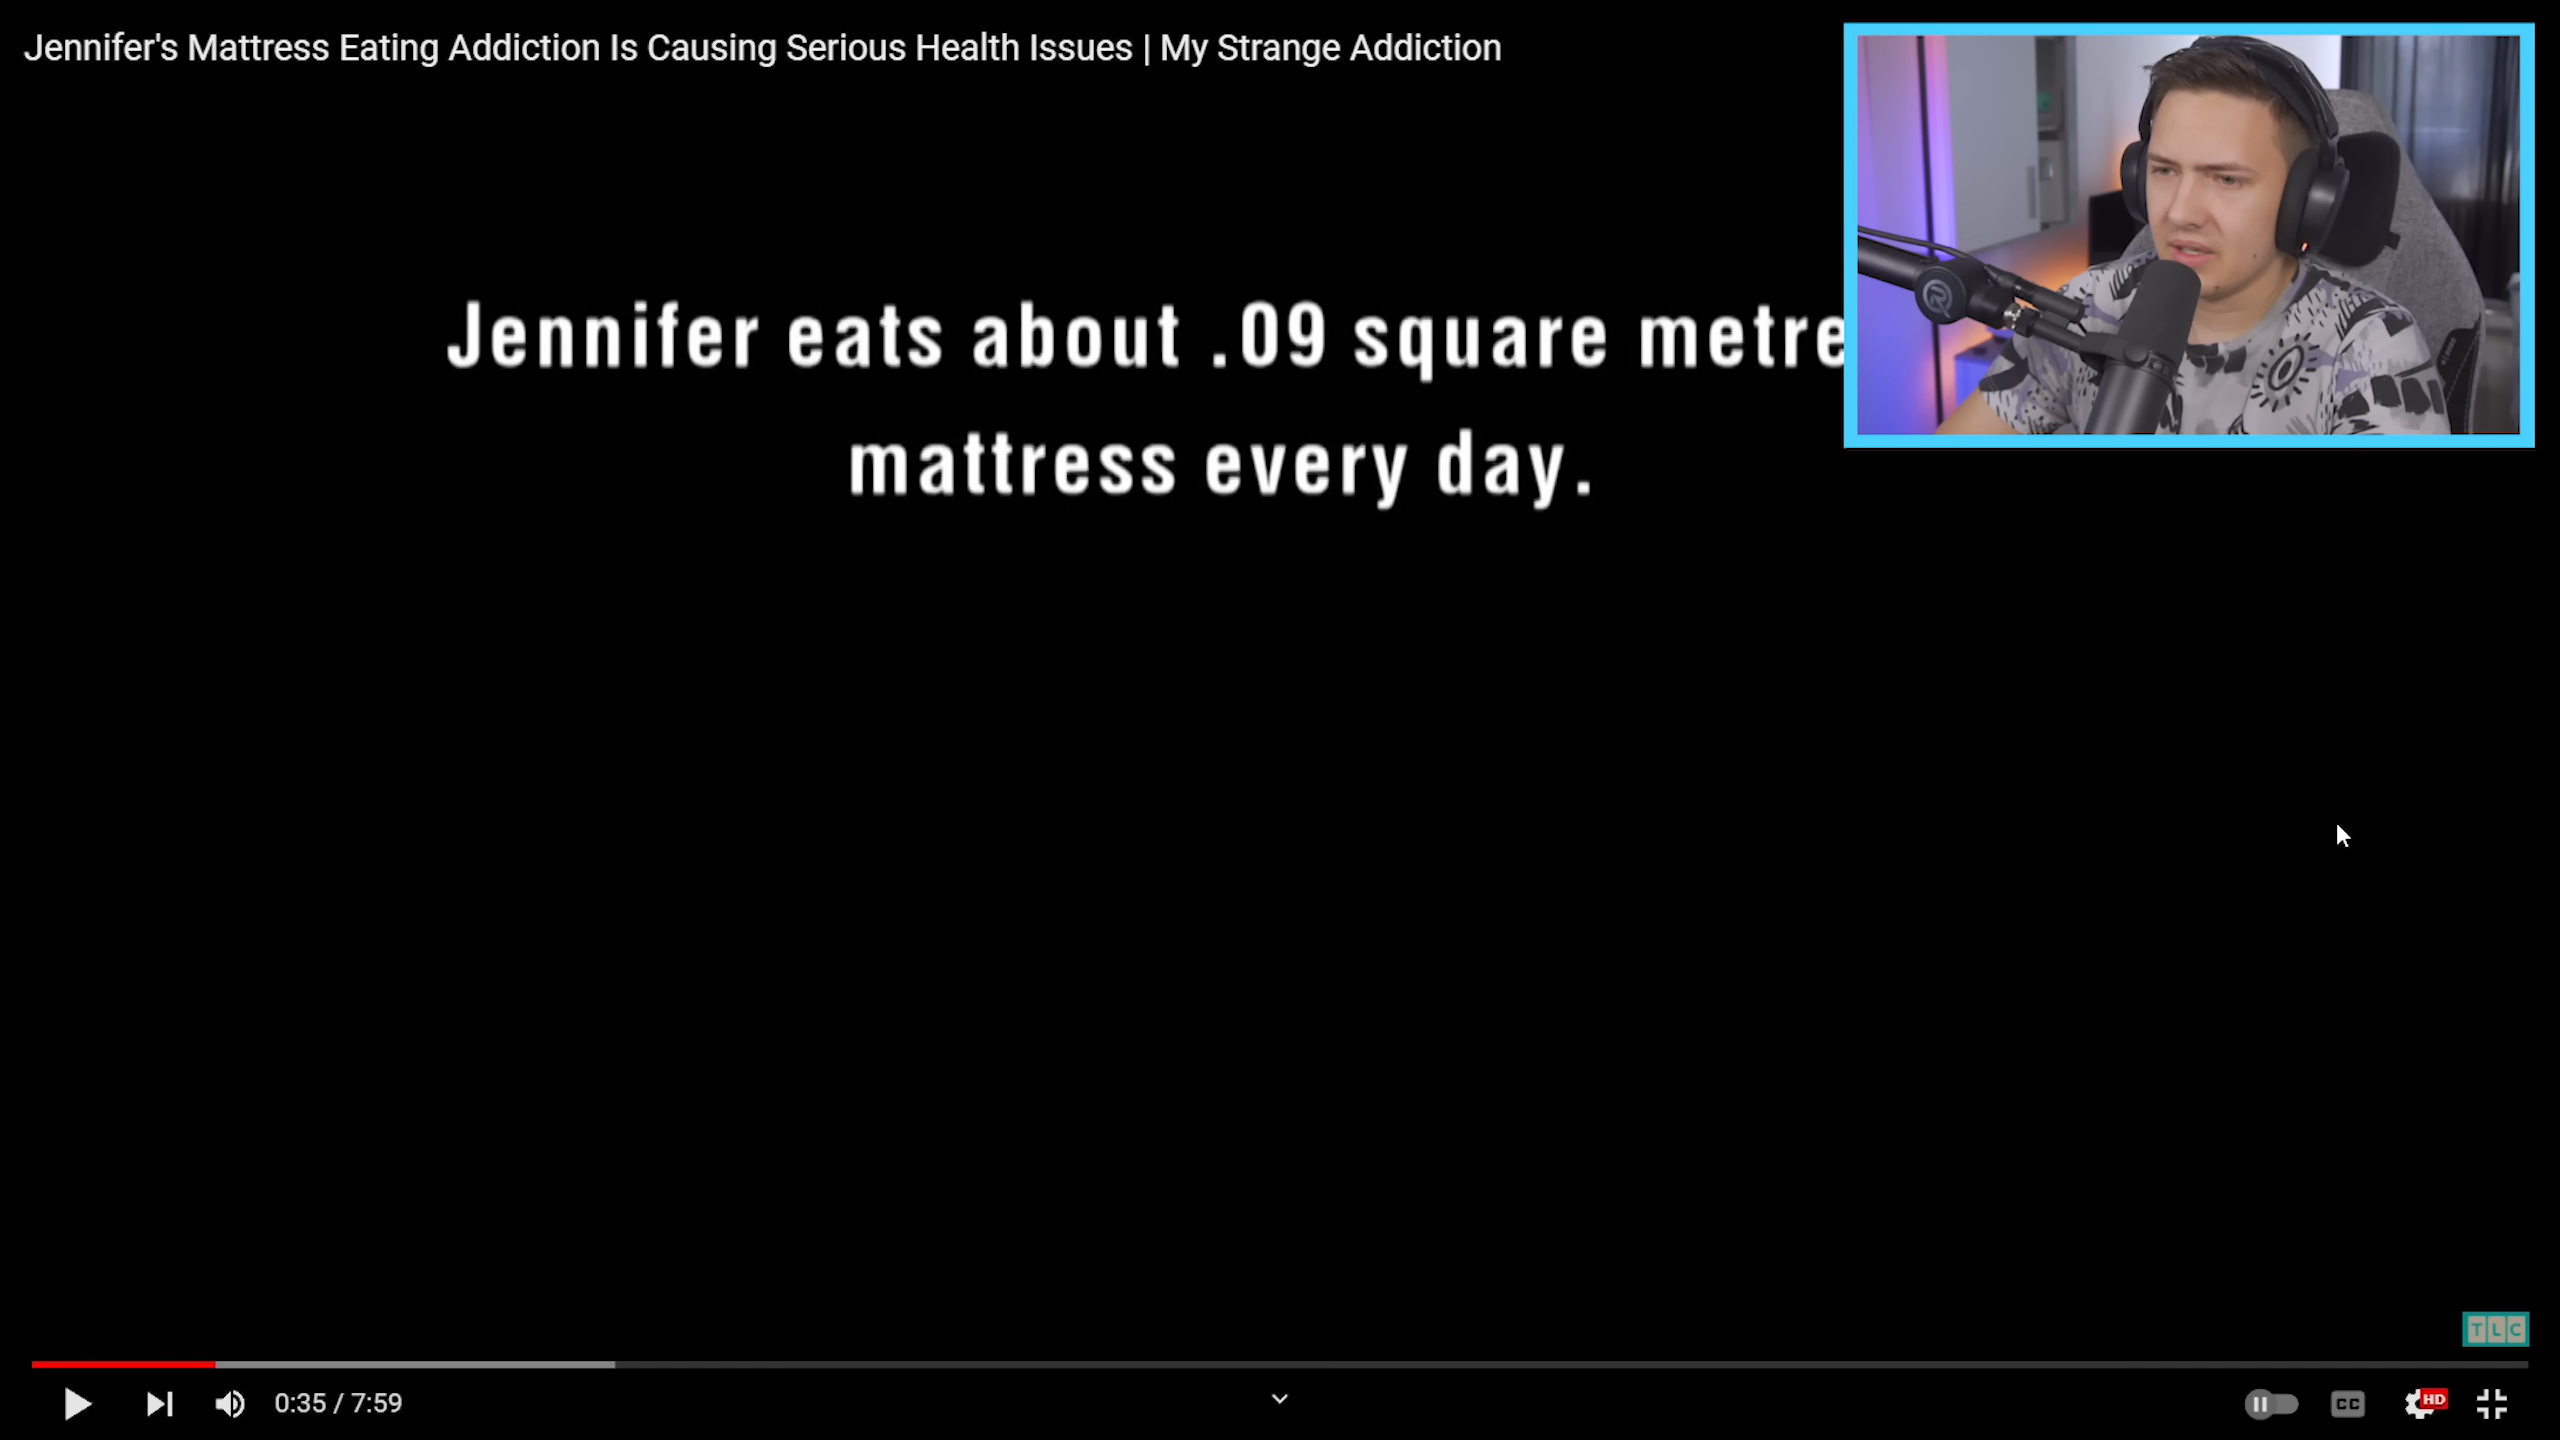 Jennifer's Mattress Eating Addiction Is Causing Serious Health Issues | My Strange Addiction
Jennifer eats about .09 square metre
mattress every day.
TLC
0:35 / 7:59
CC
HD